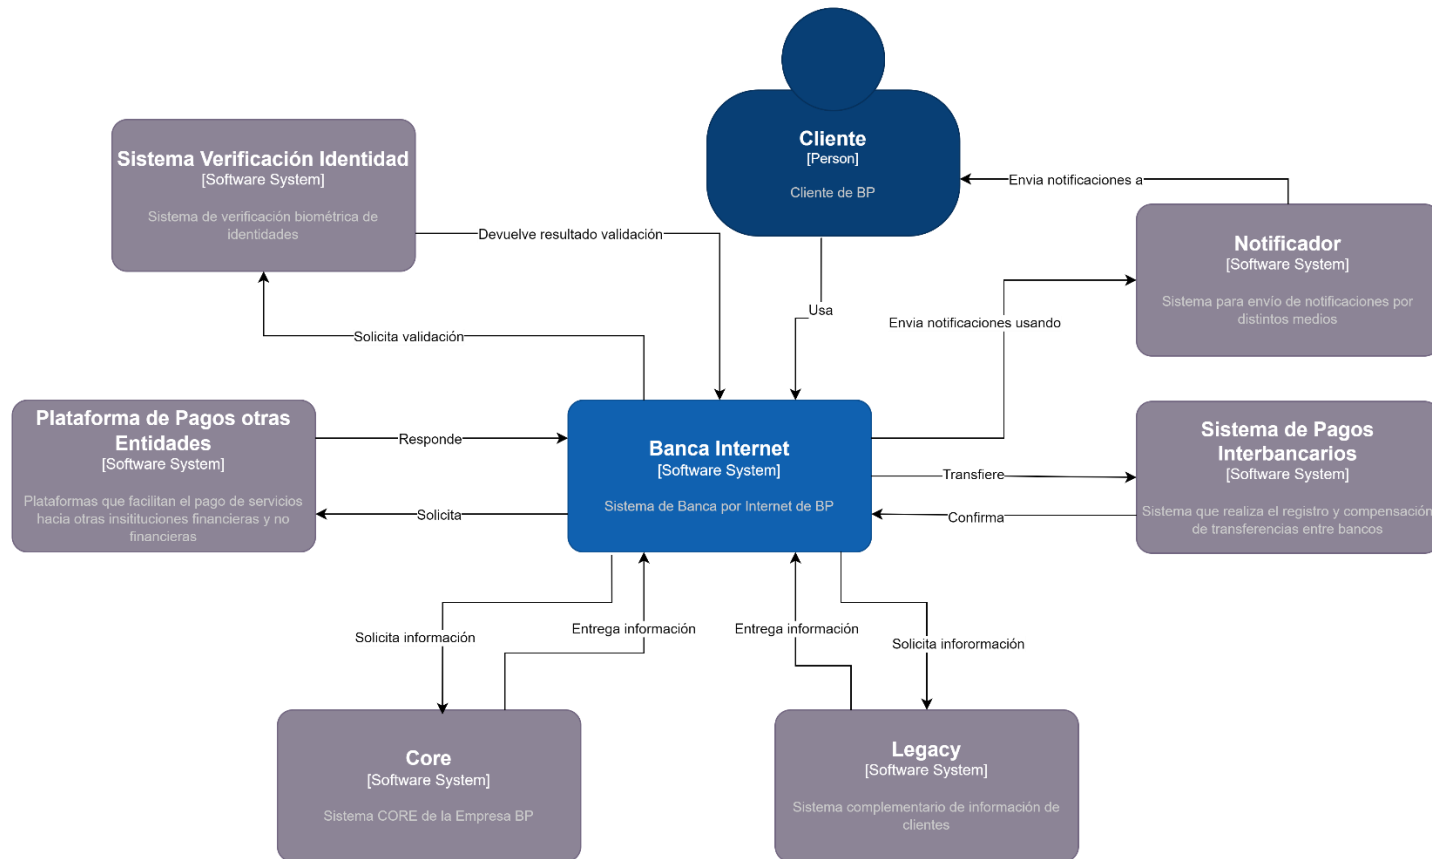 Cliente
[Person]
Cliente de BP
Sistema Verificación Identidad
[Software System]
Sistema de verificación biométrica de
identidades
Envia notificaciones a
Notificador
[Software System]
Sistema para envío de notificaciones por
distintos medios
Devuelve resultado validación
Usa
Envia notificaciones usando
Solicita validación
Plataforma de Pagos otras
Entidades
[Software System]
Plataformas que facilitan el pago de servicios
hacia otras insitituciones financieras y no
financieras
Responde
Solicita
Banca Internet
[Software System]
Sistema de Banca por Internet de BP
Transfiere
Confirma
Sistema de Pagos
Interbancarios
[Software System]
Sistema que realiza el registro y compensación
de transferencias entre bancos
Solicita información
Entrega información
Entrega información
Solicita inforormación
Core
[Software System]
Sistema CORE de la Empresa BP
Legacy
[Software System]
Sistema complementario de información de
clientes